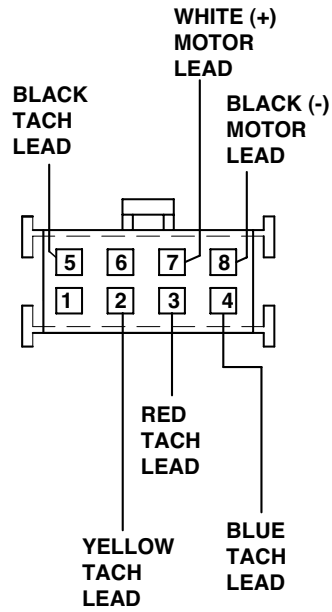 WHITE (+)
MOTOR
LEAD
BLACK
TACH
LEAD
BLACK (-)
MOTOR
LEAD
5 6 7 8
1 2 3 4
RED
TACH
LEAD
YELLOW
TACH
LEAD
BLUE
TACH
LEAD